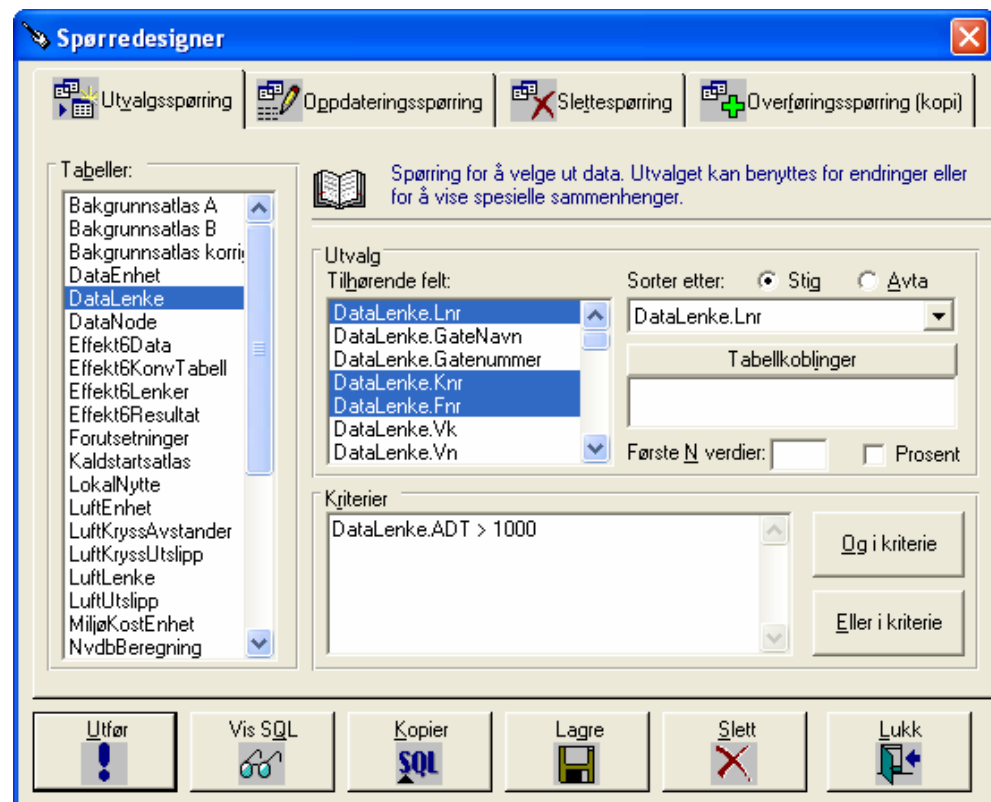 Spørredesigner
Utvalgsspørring
Oppdateringsspørring
Slettespørring
Overføringsspørring (kopi)
Tabeller:
Bakgrunnsatlas A
Bakgrunnsatlas B
Bakgrunnsatlas korrig
DataEnhet
DataLenke
DataNode
Effekt6Data
Effekt6KonvTabell
Effekt6Lenker
Effekt6Resultat
Forutsetninger
Kaldstartsatlas
LokalNytte
LuftEnhet
LuftKryssAvstander
LuftKryssUtslipp
LuftLenke
LuftUtslipp
MiljøKostEnhet
NvdbBeregning
Spørring for å velge ut data. Utvalget kan benyttes for endringer eller
for å vise spesielle sammenhenger.
Utvalg
Tilhørende felt:
DataLenke.Lnr
DataLenke.GateNavn
DataLenke.Gatenummer
DataLenke.Knr
DataLenke.Fnr
DataLenke.Vk
DataLenke.Vn
Sorter etter:
Stig
Avta
DataLenke.Lnr
Tabellkoblinger
Første N verdier:
Prosent
Kriterier
DataLenke.ADT > 1000
Og i kriterie
Eller i kriterie
Utfør
Vis SQL
Kopier
SQL
Lagre
Slett
Lukk